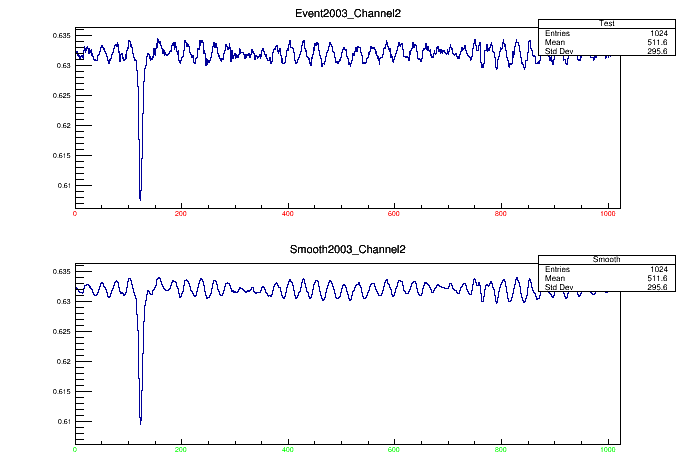 Event2003_Channel2
Test
Entries 1024
Mean 511.6
Std Dev 295.6
0.635
0.63
0.625
0.62
0.615
0.61
0 200 400 600 800 1000
Smooth2003_Channel2
Smooth
Entries 1024
Mean 511.6
Std Dev 295.6
0.635
0.63
0.625
0.62
0.615
0.61
0 200 400 600 800 1000